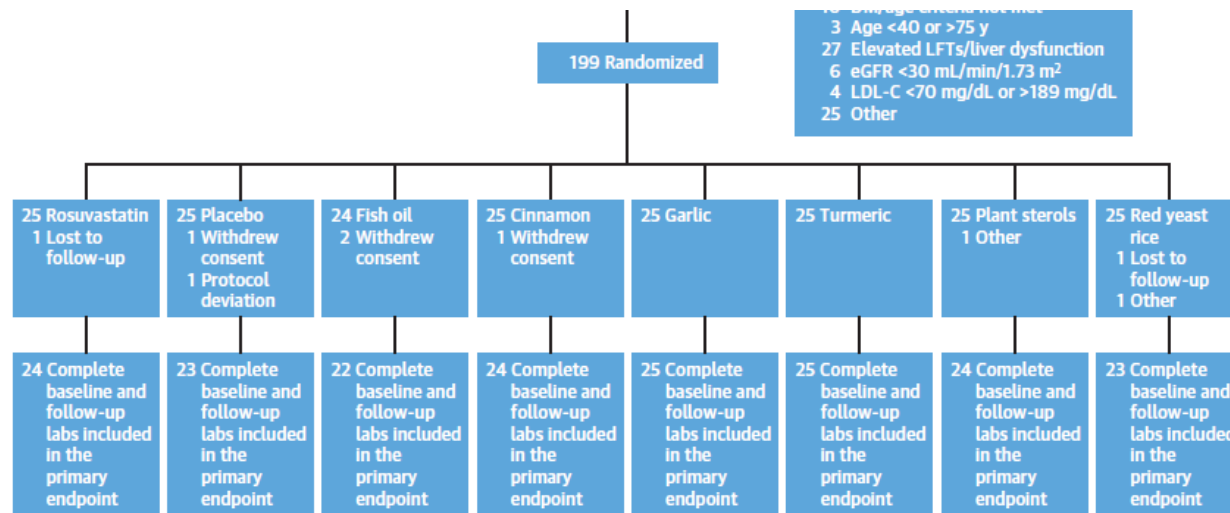 10 DM/age criteria not met
3 Age <40 or >75 y
27 Elevated LFTs/liver dysfunction
6 eGFR <30 mL/min/1.73 m²
4 LDL-C <70 mg/dL or >189 mg/dL
25 Other
199 Randomized
25 Rosuvastatin
1 Lost to
follow-up
25 Placebo
1 Withdrew
consent
1 Protocol
deviation
24 Fish oil
2 Withdrew
consent
25 Cinnamon
1 Withdrew
consent
25 Garlic
25 Turmeric
25 Plant sterols
1 Other
25 Red yeast
rice
1 Lost to
follow-up
1 Other
24 Complete
baseline and
follow-up
labs included
in the
primary
endpoint
23 Complete
baseline and
follow-up
labs included
in the
primary
endpoint
22 Complete
baseline and
follow-up
labs included
in the
primary
endpoint
24 Complete
baseline and
follow-up
labs included
in the
primary
endpoint
25 Complete
baseline and
follow-up
labs included
in the
primary
endpoint
25 Complete
baseline and
follow-up
labs included
in the
primary
endpoint
24 Complete
baseline and
follow-up
labs included
in the
primary
endpoint
23 Complete
baseline and
follow-up
labs included
in the
primary
endpoint